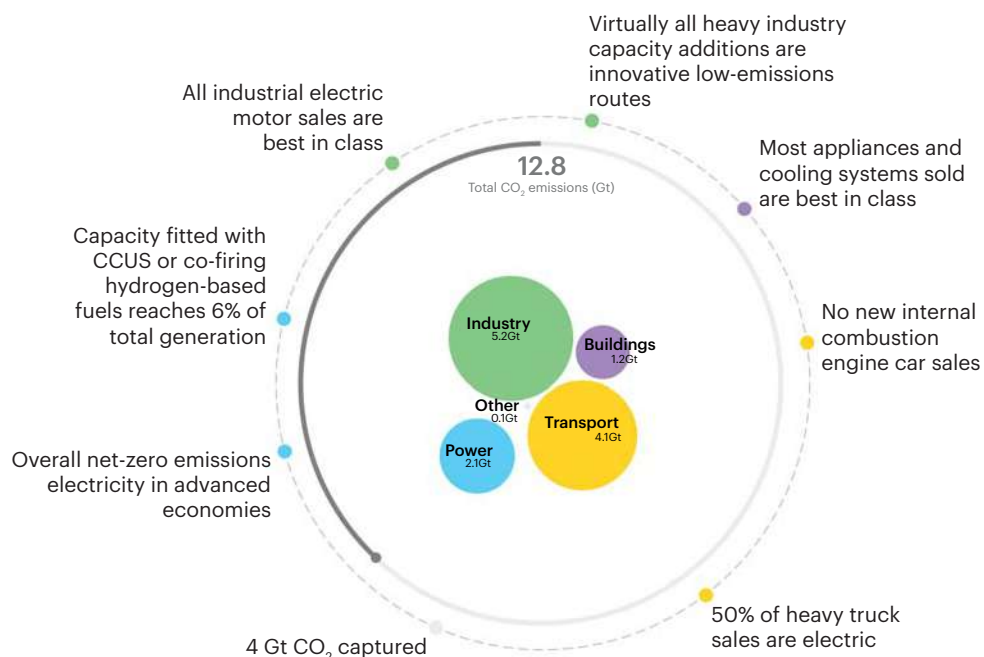 Virtually all heavy industry
capacity additions are
innovative low-emissions
routes
All industrial electric
motor sales are
best in class
12.8
Total CO₂ emissions (Gt)
Most appliances and
cooling systems sold
are best in class
Capacity fitted with
CCUS or co-firing
hydrogen-based
fuels reaches 6% of
total generation
No new internal
combustion
engine car sales
Industry
5.2Gt
Buildings
1.2Gt
Other
0.1Gt
Transport
4.1Gt
Power
2.1Gt
Overall net-zero emissions
electricity in advanced
economies
50% of heavy truck
sales are electric
4 Gt CO₂ captured